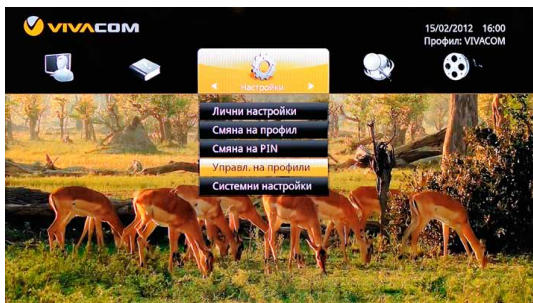 VIVACOM
15/02/2012 16:00
Профил: VIVACOM
Настройки
Лични настройки
Смяна на профил
Смяна на PIN
Управл. на профили
Системни настройки